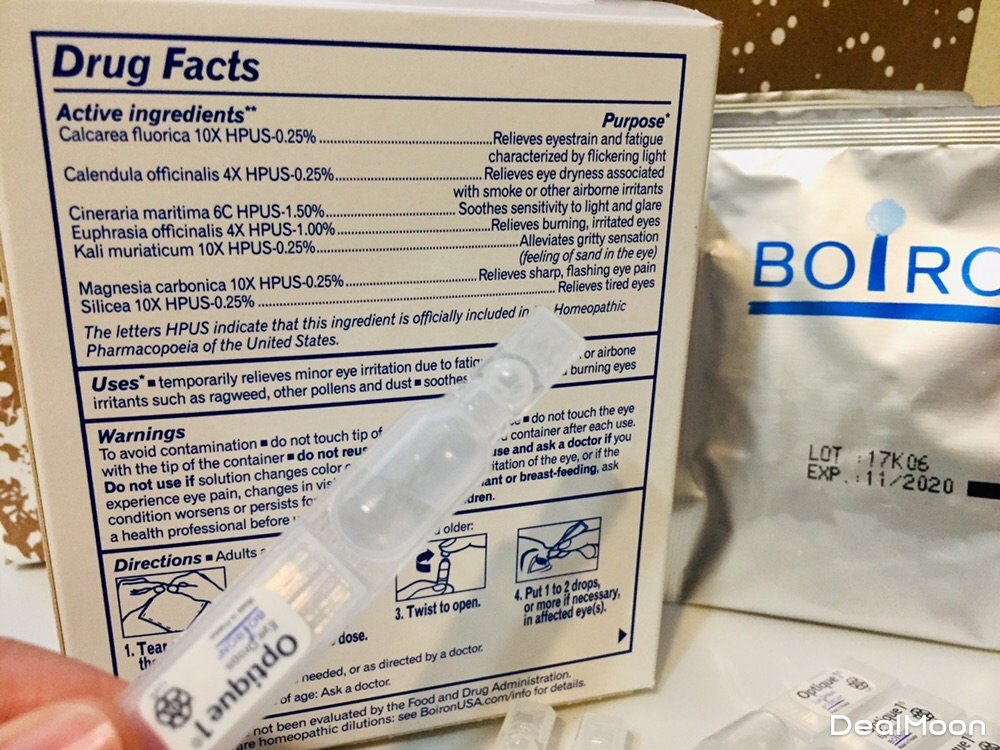 Drug Facts
Active ingredients** Purpose*
Calcarea fluorica 10X HPUS-0.25% Relieves eyestrain and fatigue
characterized by flickering light
Calendula officinalis 4X HPUS-0.25% Relieves eye dryness associated
with smoke or other airborne irritants
Cineraria maritima 6C HPUS-1.50% Soothes sensitivity to light and glare
Euphrasia officinalis 4X HPUS-1.00% Relieves burning, irritated eyes
Kali muriaticum 10X HPUS-0.25% Alleviates gritty sensation
(feeling of sand in the eye)
Magnesia carbonica 10X HPUS-0.25% Relieves sharp, flashing eye pain
Silicea 10X HPUS-0.25% Relieves tired eyes
The letters HPUS indicate that this ingredient is officially included in Homeopathic
Pharmacopoeia of the United States.
Uses* ■ temporarily relieves minor eye irritation due to or airbone
irritants such as ragweed, other pollens and dust ■ soothes burning eyes
Warnings
To avoid contamination ■ do not touch tip of ■ do not touch the eye
with the tip of the container ■ do not container after each use.
Do not use if solution changes color use and ask a doctor if you
experience eye pain, changes in of the eye, or if the
condition worsens or persists or breast-feeding, ask
a health professional before
Directions ■ Adults older:
1. 3. Twist to open. 4. Put 1 to 2 drops,
dose. or more if necessary,
in affected eye(s).
needed, or as directed by a doctor.
of age: Ask a doctor.
not been evaluated by the Food and Drug Administration.
are homeopathic dilutions: see BoironUSA.com/info for details.
Optique 1
Eye Drops
BOIRON
BOIRO
LOT :17K06
EXP.:11/2020
Optique 1
DealMoon